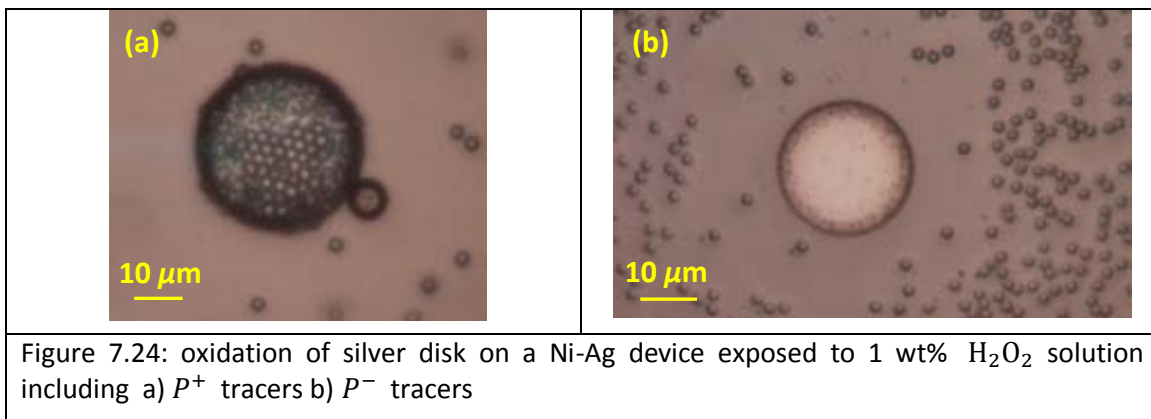 (a)
(b)
10 μm
10 μm
Figure 7.24: oxidation of silver disk on a Ni-Ag device exposed to 1 wt% H₂O₂ solution
including a) P⁺ tracers b) P⁻ tracers